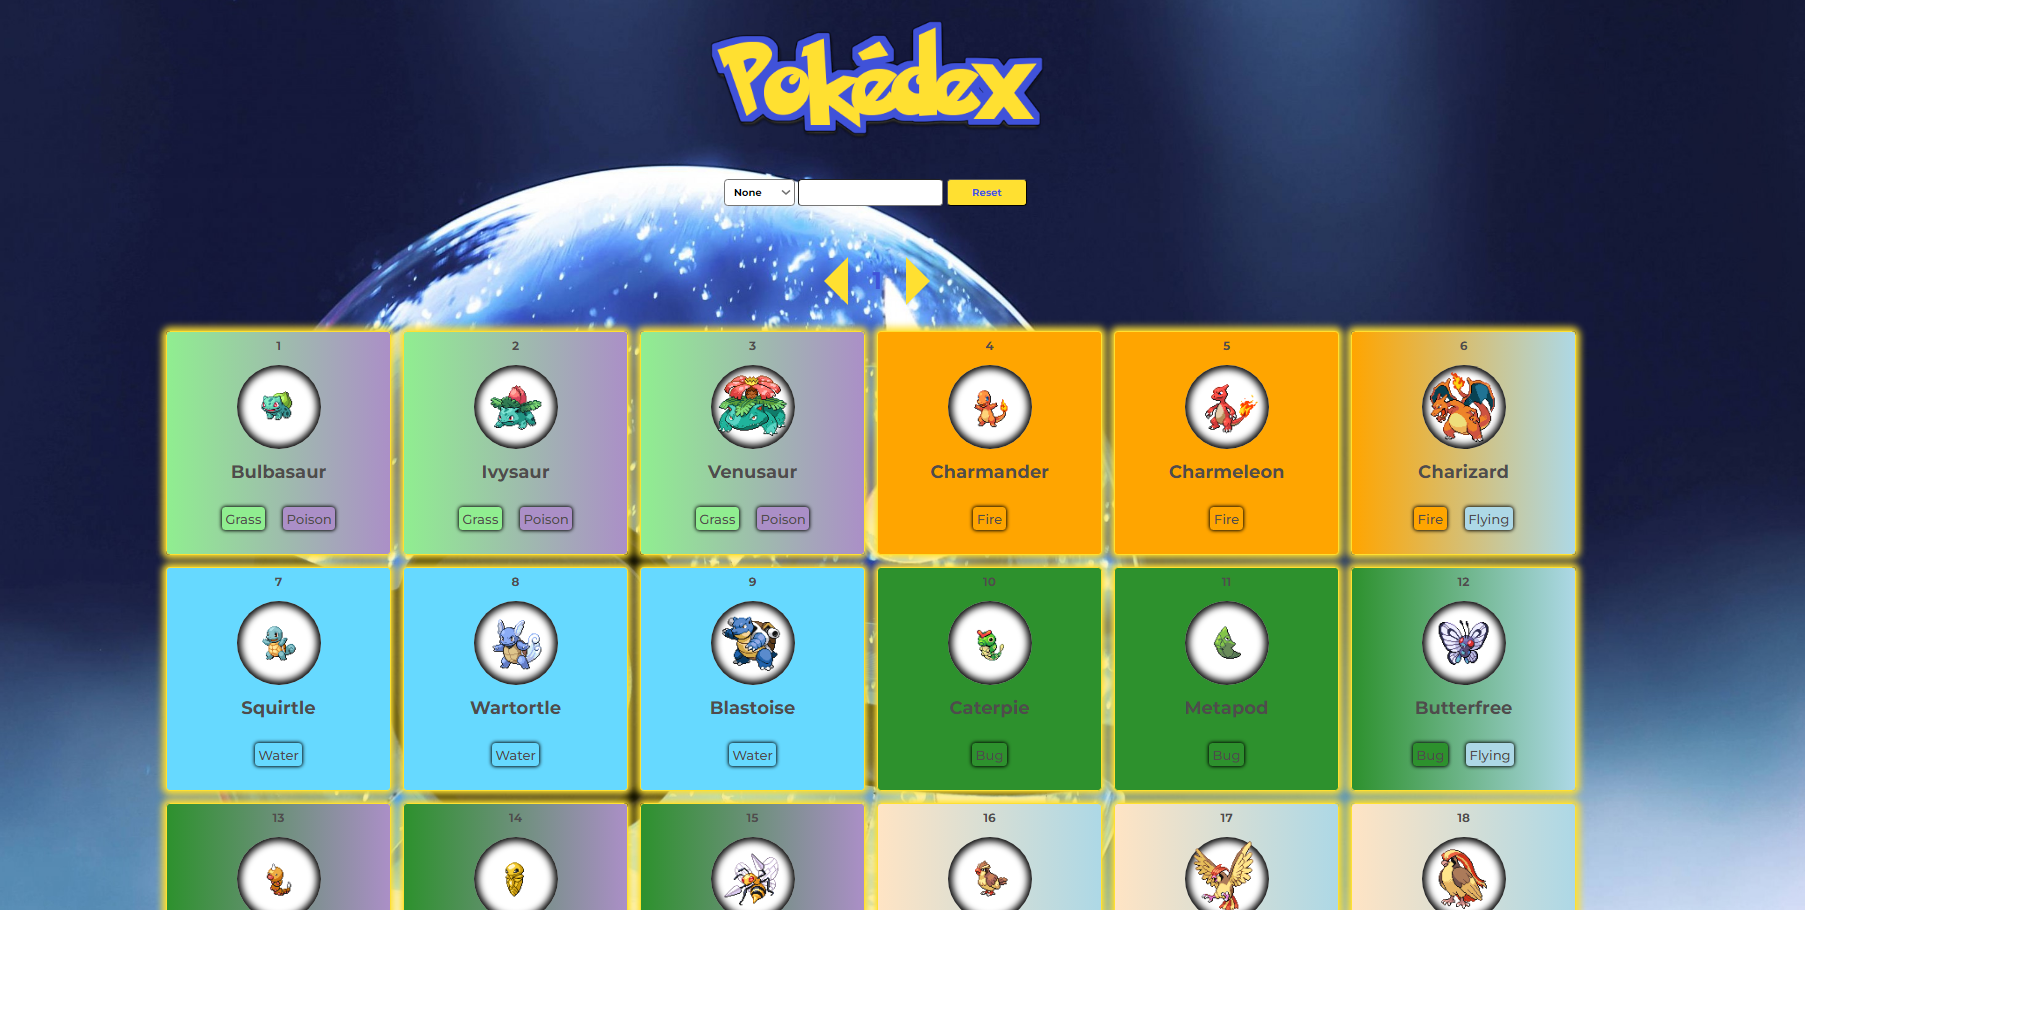 Pokédex
None Reset
1
1 2 3 4 5 6
Bulbasaur Ivysaur Venusaur Charmander Charmeleon Charizard
Grass Poison Grass Poison Grass Poison Fire Fire Fire Flying
7 8 9 10 11 12
Squirtle Wartortle Blastoise Caterpie Metapod Butterfree
Water Water Water Bug Bug Bug Flying
13 14 15 16 17 18